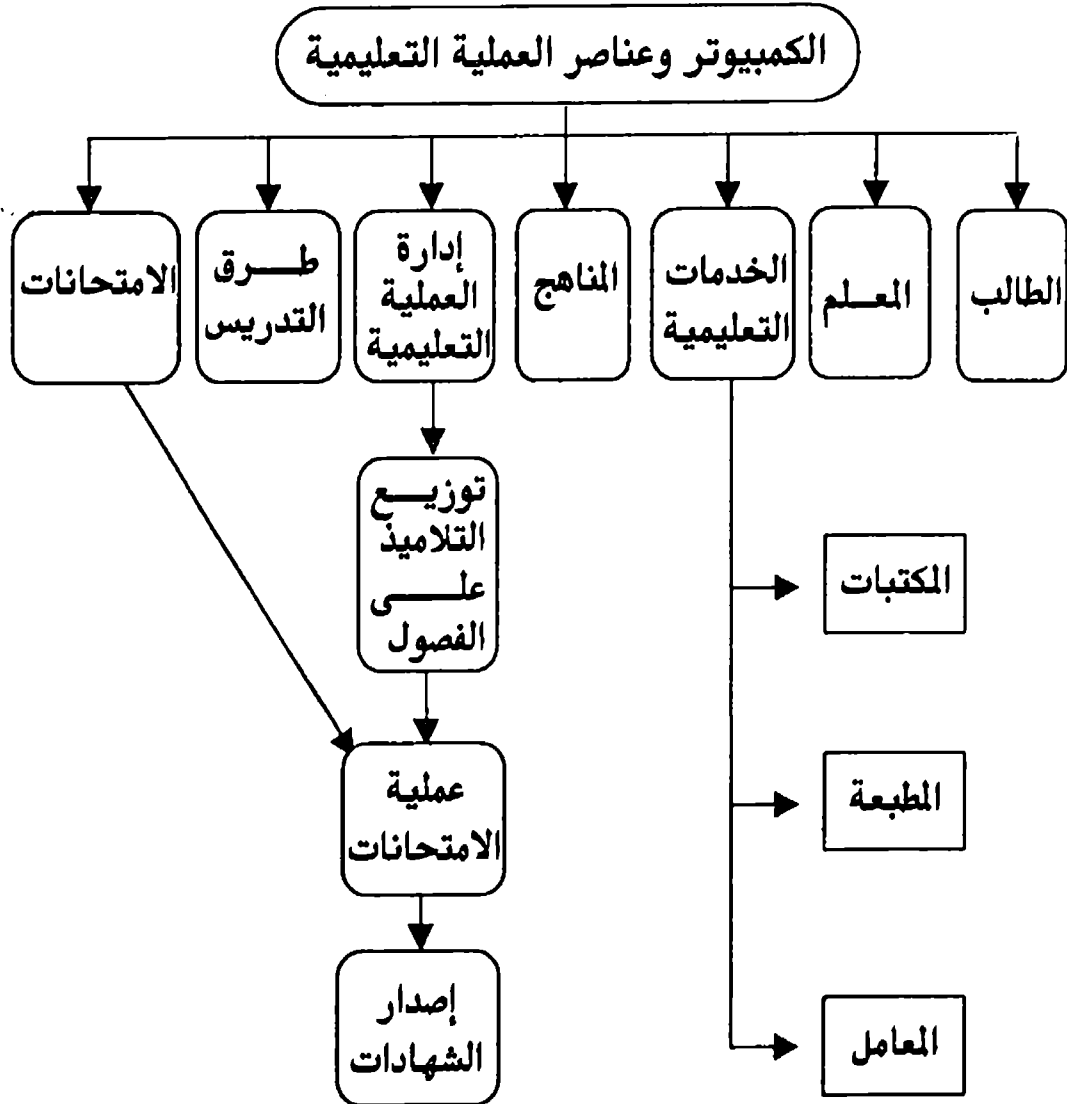 الكمبيوتر وعناصر العملية التعليمية
الطالب
المعلم
الخدمات
التعليمية
المناهج
إدارة
العملية
التعليمية
طرق
التدريس
الامتحانات
توزيع
التلاميذ
على
الفصول
عملية
الامتحانات
إصدار
الشهادات
المكتبات
المطبعة
المعامل